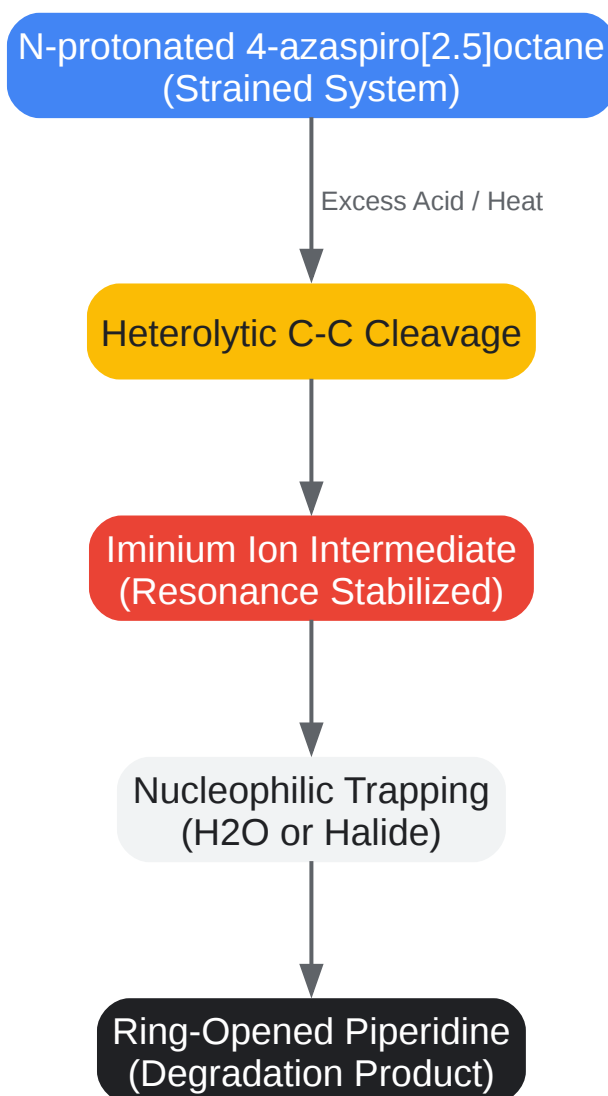 N-protonated 4-azaspiro[2.5]octane
(Strained System)
Excess Acid / Heat
Heterolytic C-C Cleavage
Iminium Ion Intermediate
(Resonance Stabilized)
Nucleophilic Trapping
(H2O or Halide)
Ring-Opened Piperidine
(Degradation Product)